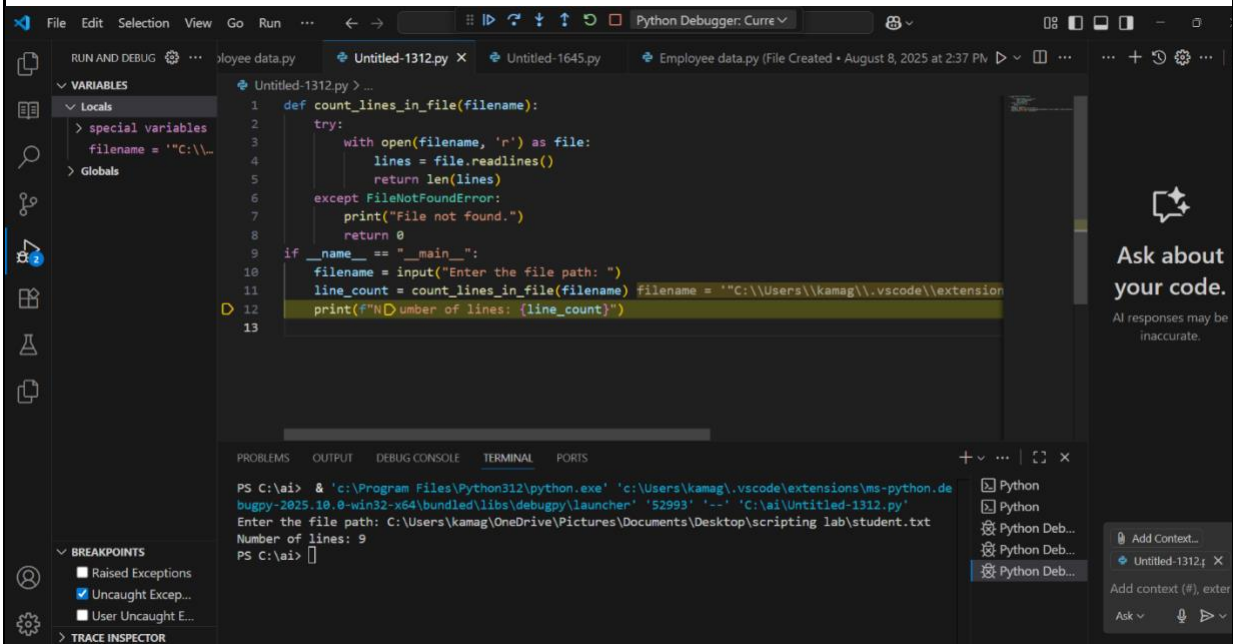 File Edit Selection View Go Run ···
Python Debugger: Curre
RUN AND DEBUG ···
VARIABLES
Locals
special variables
filename = '"C:\\...
Globals
BREAKPOINTS
Raised Exceptions
Uncaught Excep...
User Uncaught E...
TRACE INSPECTOR
2
ployee data.py
Untitled-1312.py
Untitled-1645.py
Employee data.py (File Created • August 8, 2025 at 2:37 PM
Untitled-1312.py > ...
1 def count_lines_in_file(filename):
2 try:
3 with open(filename, 'r') as file:
4 lines = file.readlines()
5 return len(lines)
6 except FileNotFoundError:
7 print("File not found.")
8 return 0
9 if __name__ == "__main__":
10 filename = input("Enter the file path: ")
11 line_count = count_lines_in_file(filename) filename = '"C:\\Users\\kamag\\.vscode\\extension
12 print(f"Number of lines: {line_count}")
13
PROBLEMS OUTPUT DEBUG CONSOLE TERMINAL PORTS
PS C:\ai> & 'c:\Program Files\Python312\python.exe' 'c:\Users\kamag\.vscode\extensions\ms-python.de
bugpy-2025.10.0-win32-x64\bundled\libs\debugpy\launcher' '52993' '--' 'C:\ai\Untitled-1312.py'
Enter the file path: C:\Users\kamag\OneDrive\Pictures\Documents\Desktop\scripting lab\student.txt
Number of lines: 9
PS C:\ai>
Python
Python
Python Deb...
Python Deb...
Python Deb...
Ask about
your code.
AI responses may be
inaccurate.
Add Context...
Untitled-1312.p
Add context (#), exter
Ask